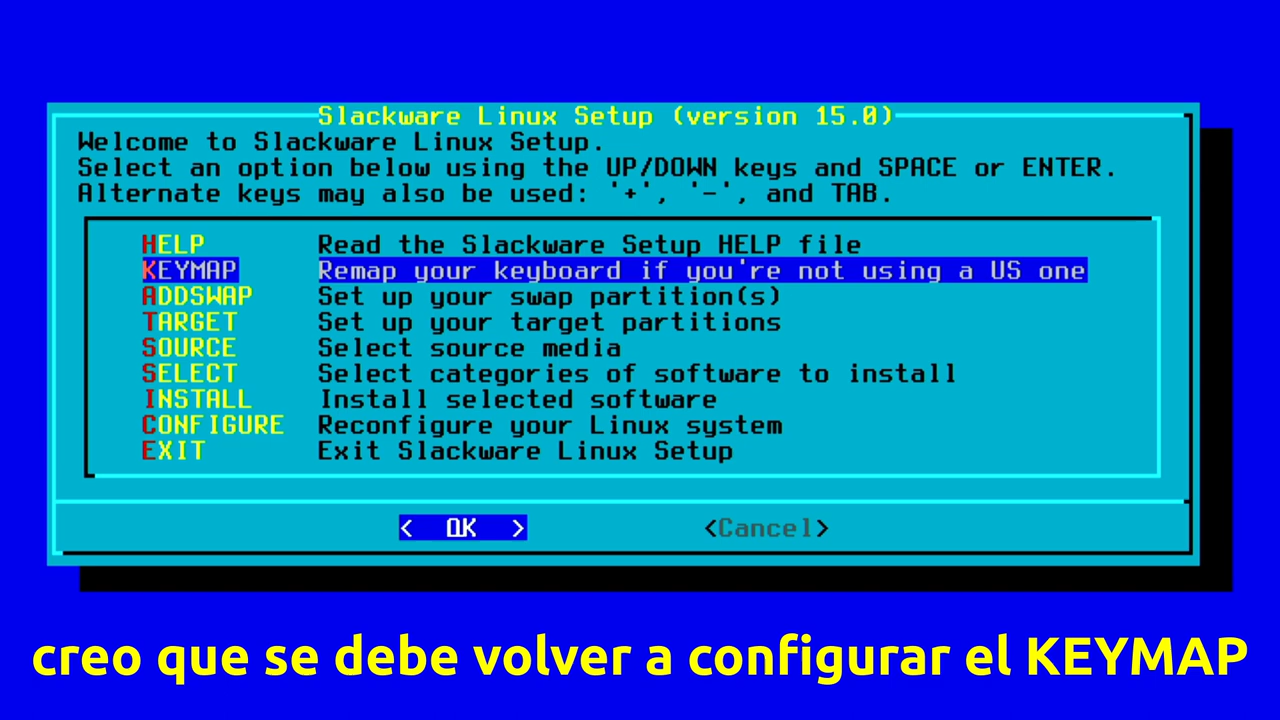 Slackware Linux Setup (version 15.0)
Welcome to Slackware Linux Setup.
Select an option below using the UP/DOWN keys and SPACE or ENTER.
Alternate keys may also be used: '+', '-', and TAB.
HELP Read the Slackware Setup HELP file
KEYMAP Remap your keyboard if you're not using a US one
ADDSWAP Set up your swap partition(s)
TARGET Set up your target partitions
SOURCE Select source media
SELECT Select categories of software to install
INSTALL Install selected software
CONFIGURE Reconfigure your Linux system
EXIT Exit Slackware Linux Setup
< OK > <Cancel>
creo que se debe volver a configurar el KEYMAP